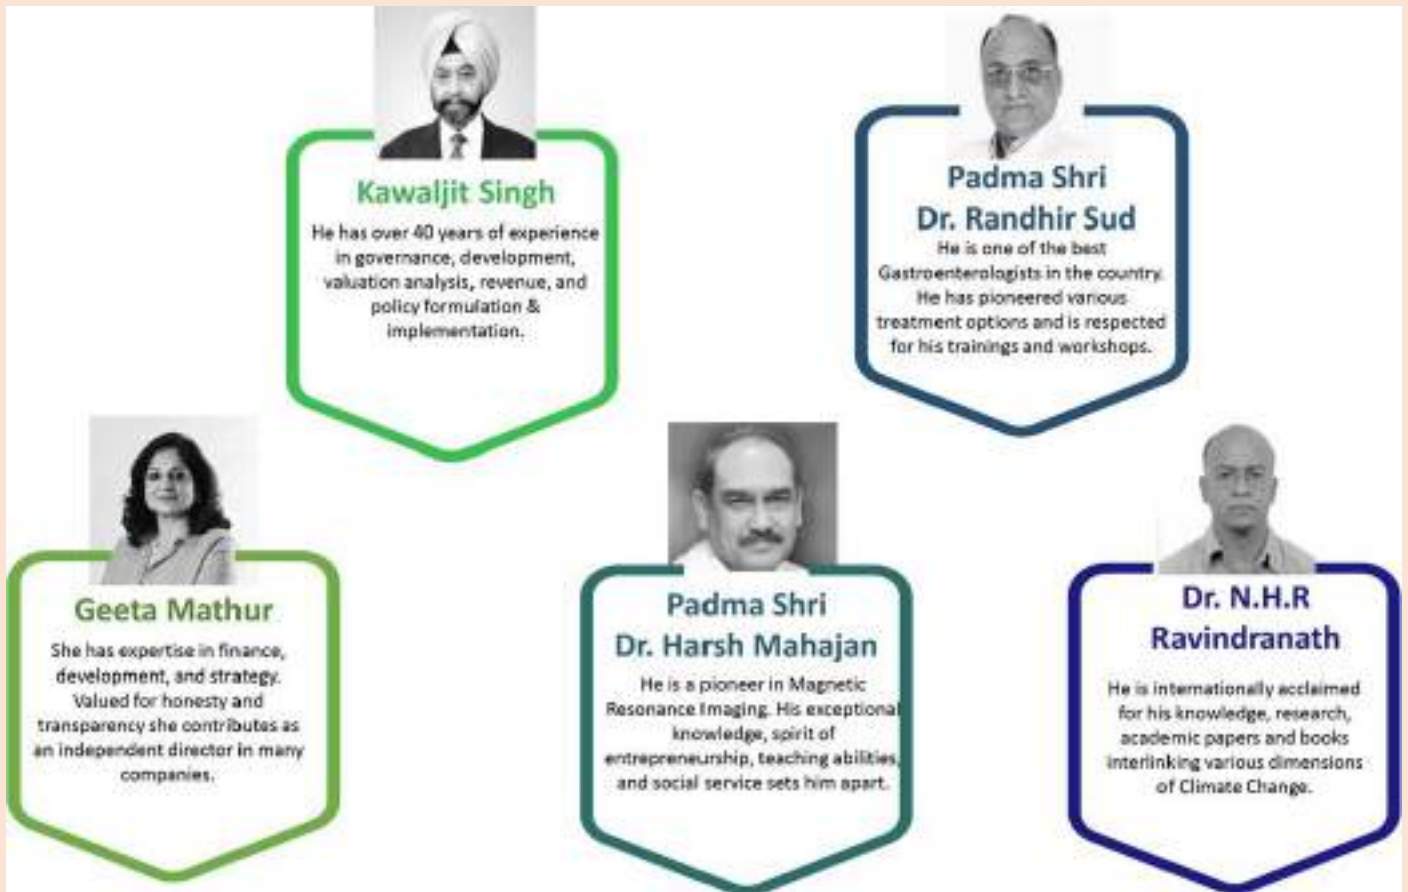 Kawaljit Singh
He has over 40 years of experience
in governance, development,
valuation analysis, revenue, and
policy formulation &
implementation.
Padma Shri
Dr. Randhir Sud
He is one of the best
Gastroenterologists in the country.
He has pioneered various
treatment options and is respected
for his trainings and workshops.
Geeta Mathur
She has expertise in finance,
development, and strategy.
Valued for honesty and
transparency she contributes as
an independent director in many
companies.
Padma Shri
Dr. Harsh Mahajan
He is a pioneer in Magnetic
Resonance Imaging. His exceptional
knowledge, spirit of
entrepreneurship, teaching abilities,
and social service sets him apart.
Dr. N.H.R
Ravindranath
He is internationally acclaimed
for his knowledge, research,
academic papers and books
interlinking various dimensions
of Climate Change.